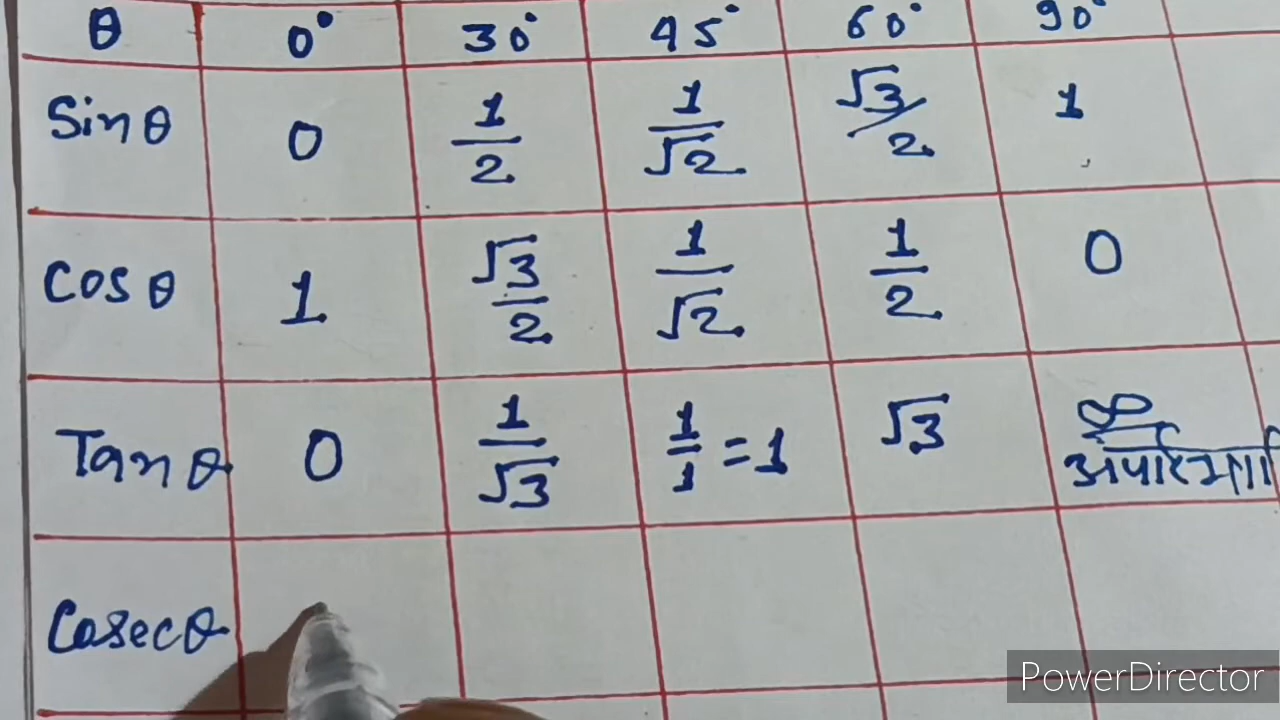 θ 0° 30° 45° 60° 90°
Sinθ 0 1/2 1/√2 √3/2 1
Cosθ 1 √3/2 1/√2 1/2 0
Tanθ 0 1/√3 1/1 = 1 √3 ∞
Cosecθ
PowerDirector